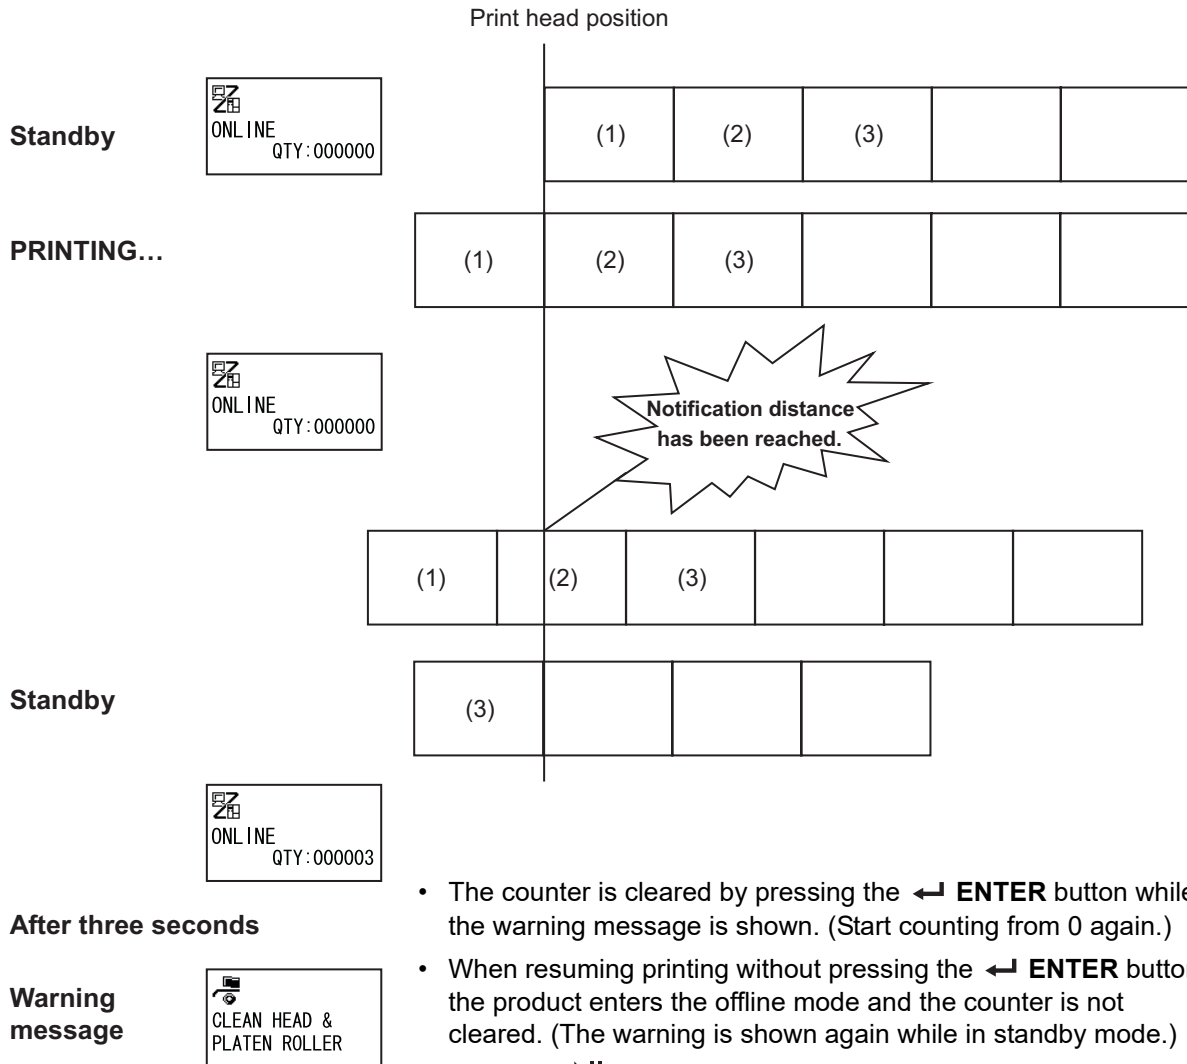 Print head position
Standby
ONLINE
QTY:000000
(1) (2) (3)
PRINTING…
(1) (2) (3)
ONLINE
QTY:000000
Notification distance
has been reached.
(1) (2) (3)
Standby
(3)
ONLINE
QTY:000003
After three seconds
Warning
message
CLEAN HEAD &
PLATEN ROLLER
• The counter is cleared by pressing the ↵ ENTER button while
the warning message is shown. (Start counting from 0 again.)
• When resuming printing without pressing the ↵ ENTER button
the product enters the offline mode and the counter is not
cleared. (The warning is shown again while in standby mode.)